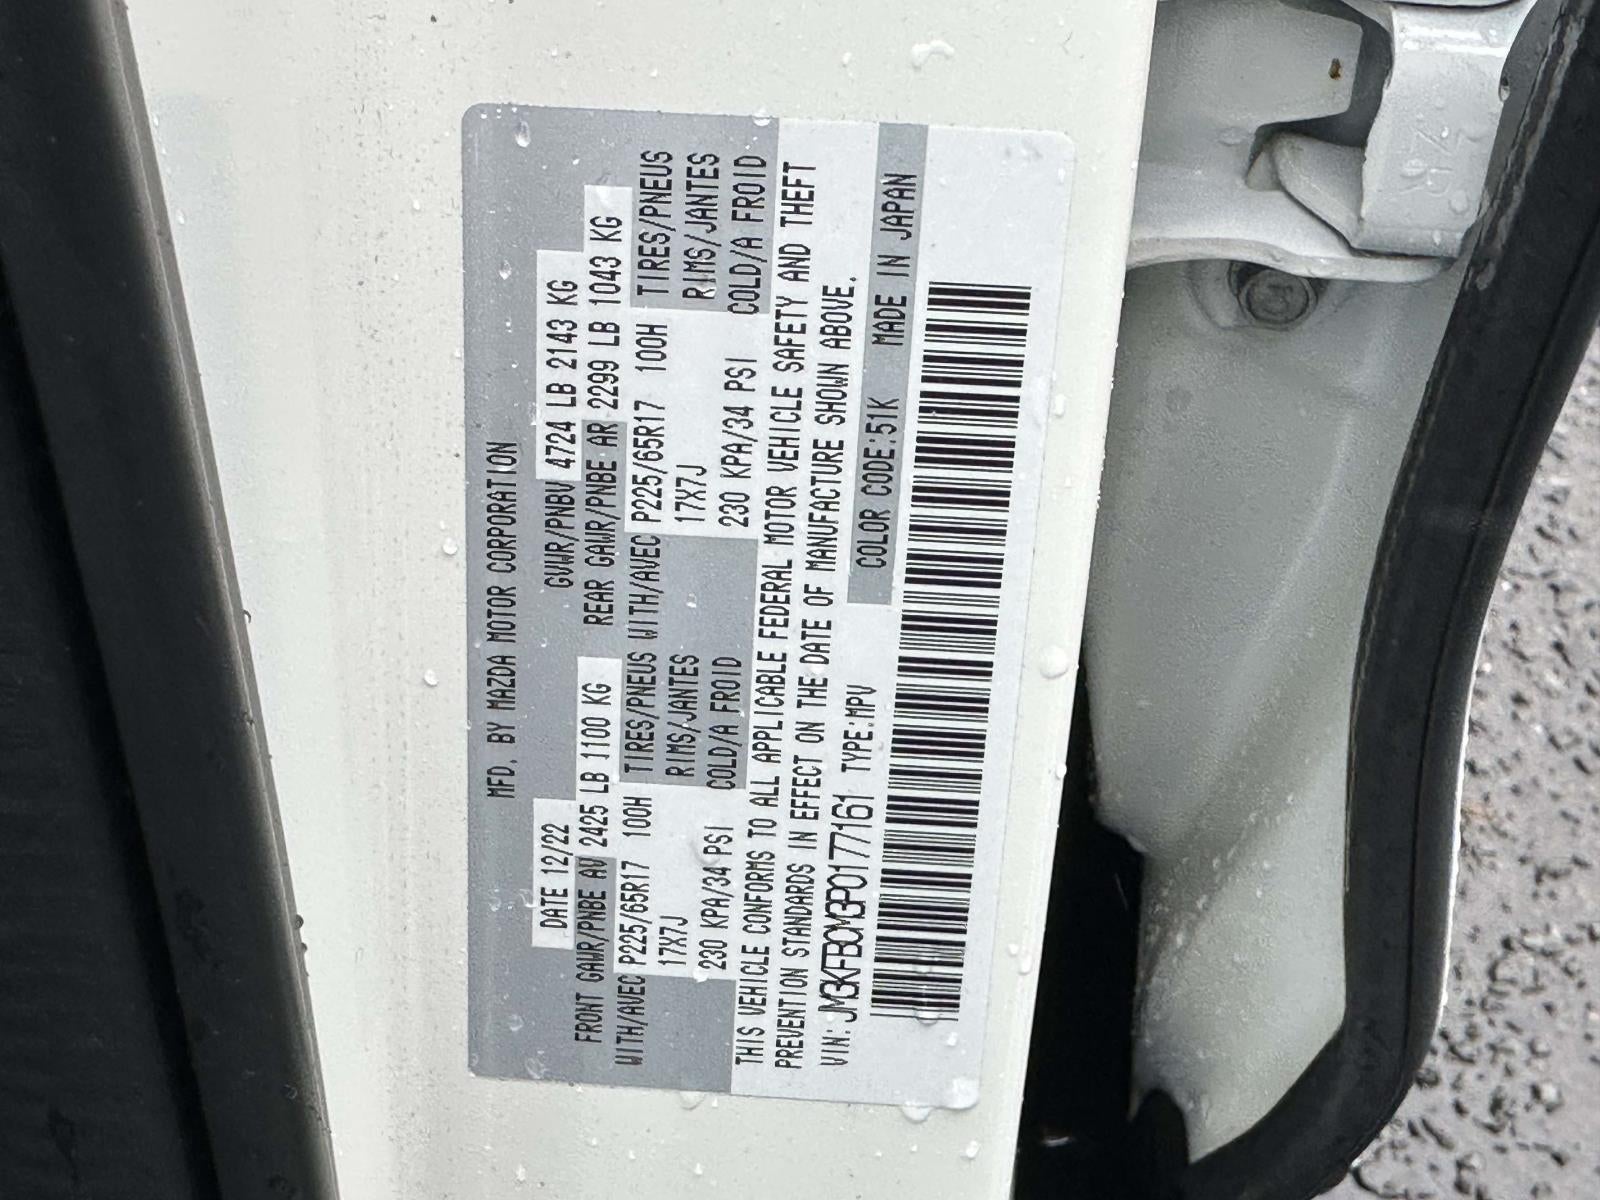 MFD. BY MAZDA MOTOR CORPORATION
DATE 12/22 GVWR/PNBV 4724 LB 2143 KG
FRONT GAWR/PNBE AV 2425 LB 1100 KG REAR GAWR/PNBE AR 2299 LB 1043 KG
WITH/AVEC P225/65R17 100H TIRES/PNEUS WITH/AVEC P225/65R17 100H TIRES/PNEUS
17X7J RIMS/JANTES 17X7J RIMS/JANTES
230 KPA/34 PSI COLD/A FROID 230 KPA/34 PSI COLD/A FROID
THIS VEHICLE CONFORMS TO ALL APPLICABLE FEDERAL MOTOR VEHICLE SAFETY AND THEFT
PREVENTION STANDARDS IN EFFECT ON THE DATE OF MANUFACTURE SHOWN ABOVE.
VIN: JM3KFBCM3P0177161 TYPE:MPV COLOR CODE:51K MADE IN JAPAN